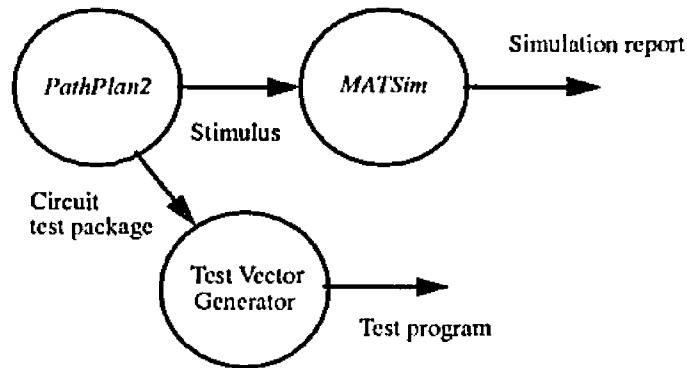 Simulation report
PathPlan2
MATSim
Stimulus
Circuit
test package
Test Vector
Generator
Test program